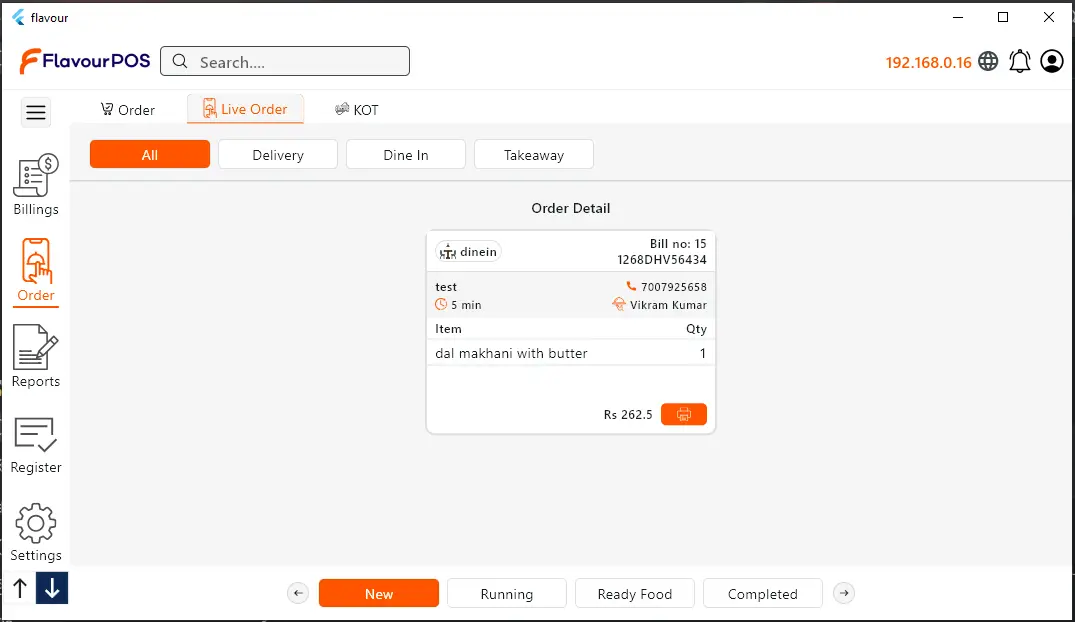 flavour
FlavourPOS
Search....
192.168.0.16
Order
Live Order
KOT
All
Delivery
Dine In
Takeaway
Billings
Order
Reports
Register
Settings
Order Detail
dinein
Bill no: 15
1268DHV56434
test
7007925658
5 min
Vikram Kumar
Item Qty
dal makhani with butter 1
Rs 262.5
New
Running
Ready Food
Completed